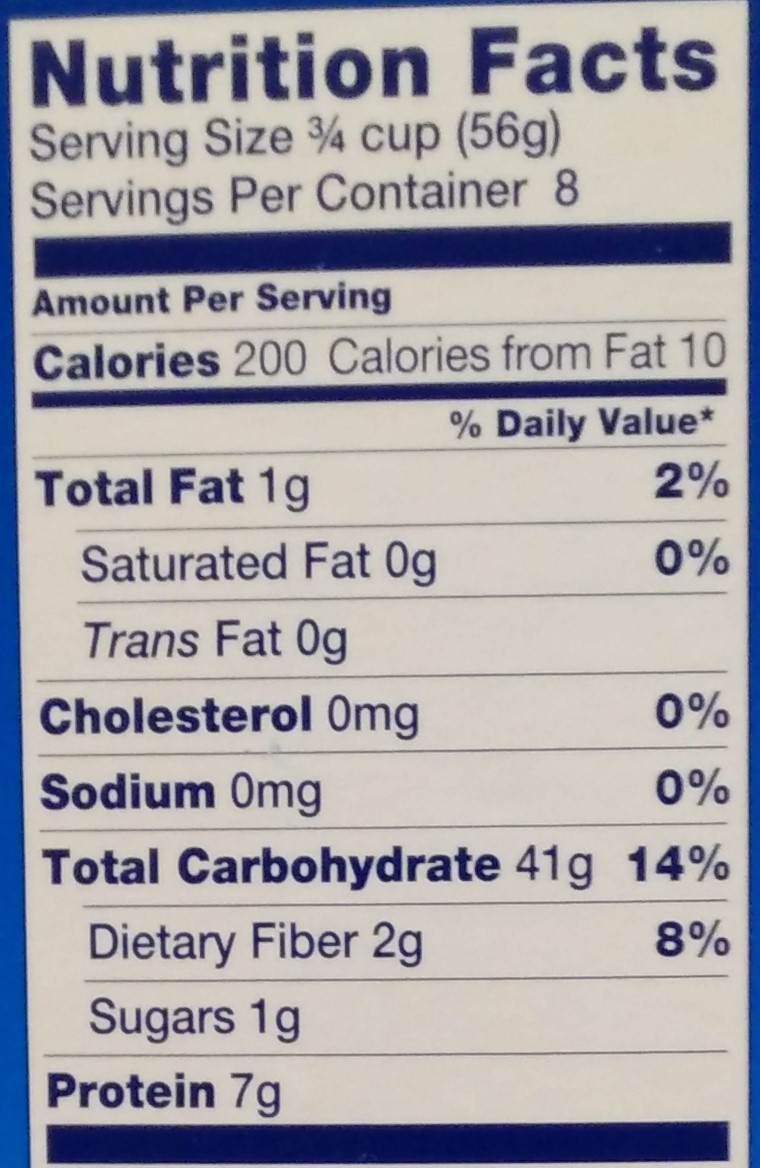 Nutrition Facts
Serving Size ¾ cup (56g)
Servings Per Container 8
Amount Per Serving
Calories 200 Calories from Fat 10
% Daily Value*
Total Fat 1g 2%
Saturated Fat 0g 0%
Trans Fat 0g
Cholesterol 0mg 0%
Sodium 0mg 0%
Total Carbohydrate 41g 14%
Dietary Fiber 2g 8%
Sugars 1g
Protein 7g